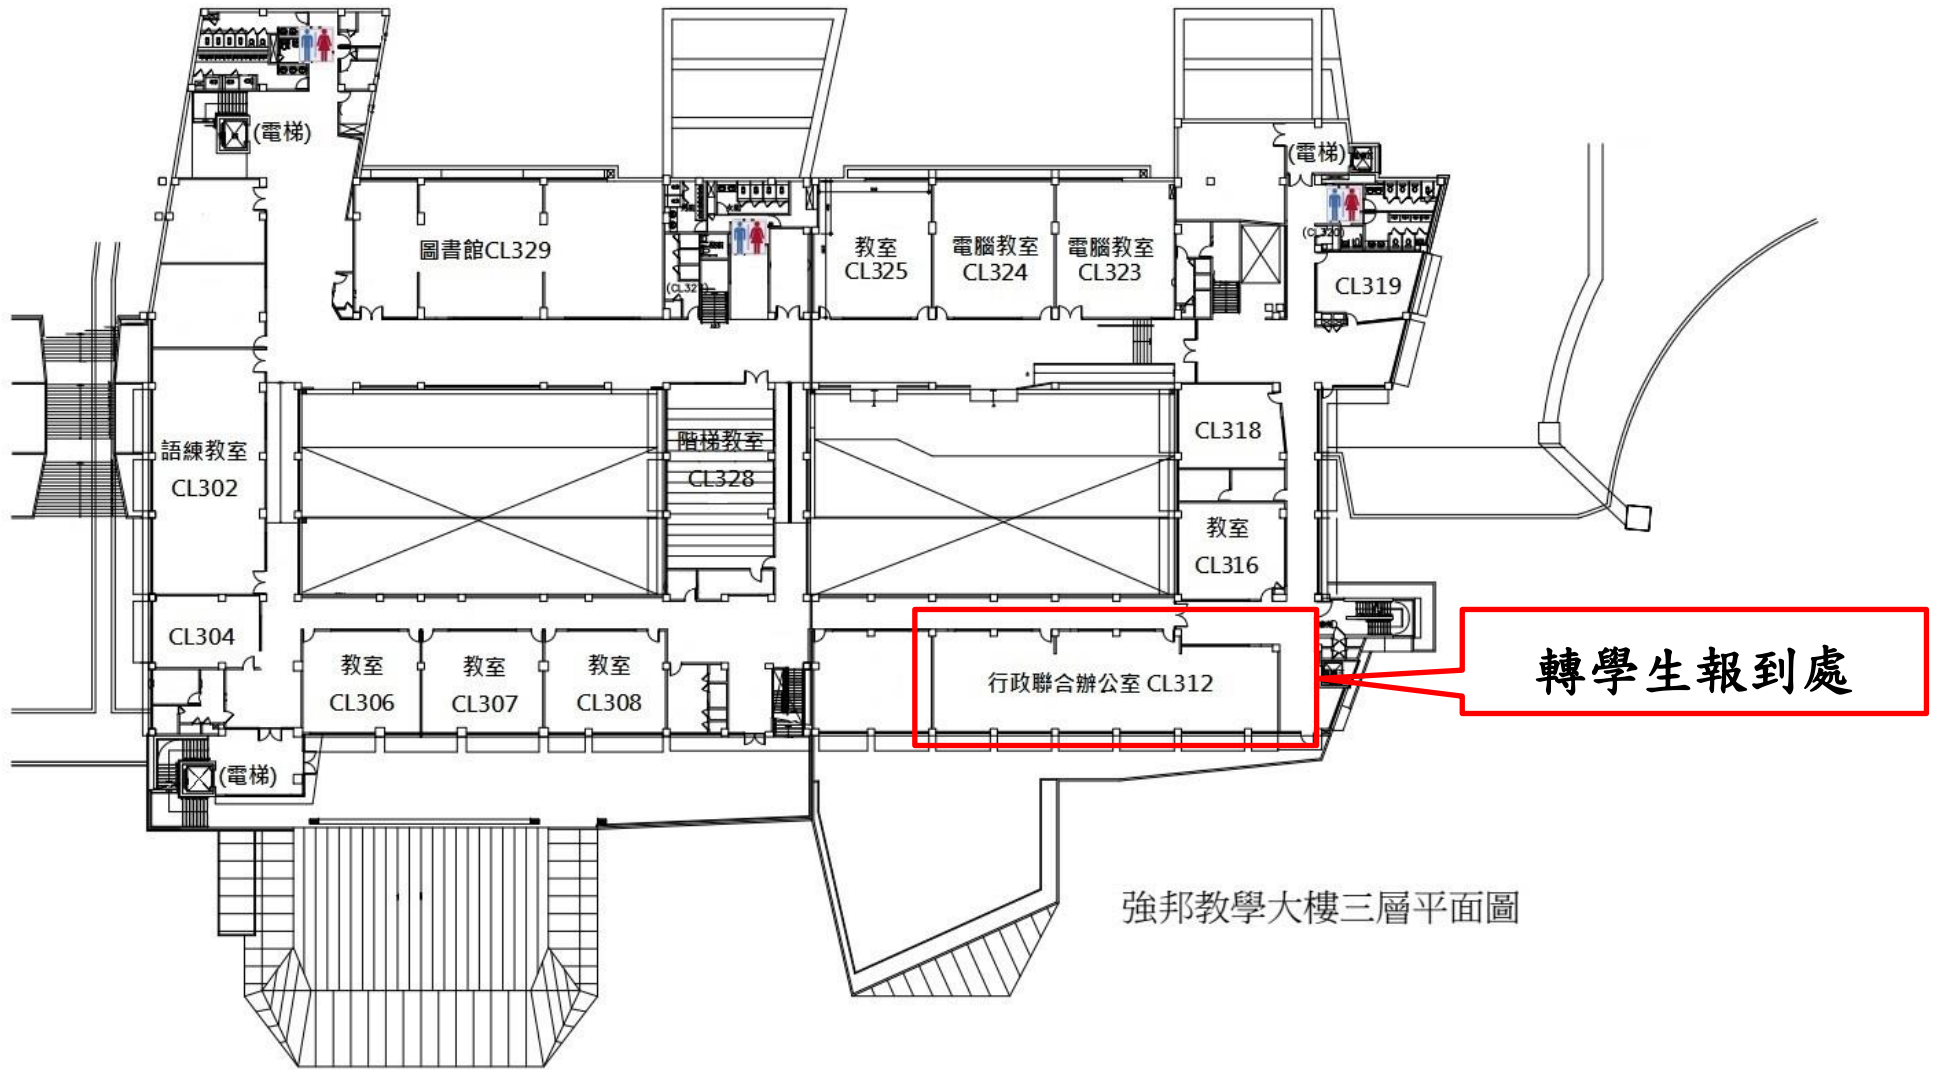 (電梯)
(電梯)
圖書館CL329
教室
CL325
電腦教室
CL324
電腦教室
CL323
(CL320)
CL319
語練教室
CL302
階梯教室
CL328
CL318
教室
CL316
CL304
教室
CL306
教室
CL307
教室
CL308
行政聯合辦公室 CL312
轉學生報到處
(電梯)
強邦教學大樓三層平面圖